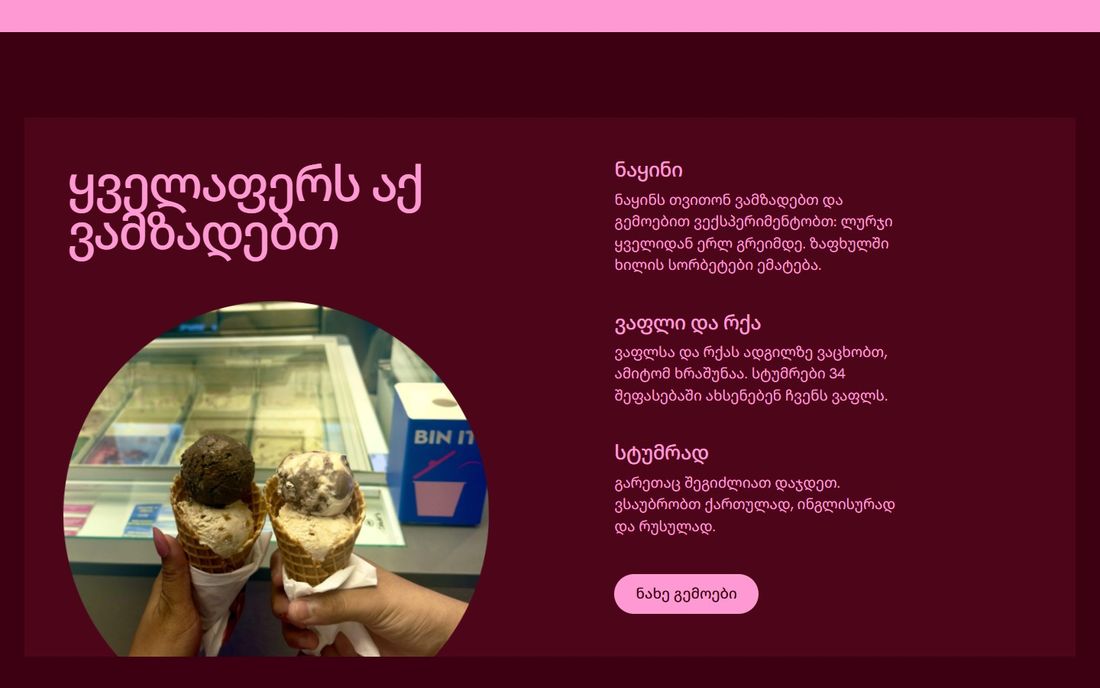 ყველაფერს აქ
ვამზადებთ
BIN IT
ნაყინი
ნაყინს თვითონ ვამზადებთ და
გემოებით ვექსპერიმენტობთ: ლურჯი
ყველიდან ერლ გრეიმდე. ზაფხულში
ხილის სორბეტები ემატება.
ვაფლი და რქა
ვაფლსა და რქას ადგილზე ვაცხობთ,
ამიტომ ხრაშუნაა. სტუმრები 34
შეფასებაში ახსენებენ ჩვენს ვაფლს.
სტუმრად
გარეთაც შეგიძლიათ დაჯდეთ.
ვსაუბრობთ ქართულად, ინგლისურად
და რუსულად.
ნახე გემოები